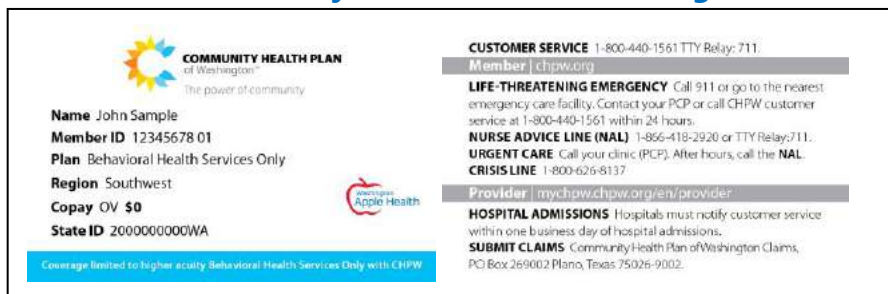 COMMUNITY HEALTH PLAN
of Washington™
The power of community
Name John Sample
Member ID 12345678 01
Plan Behavioral Health Services Only
Region Southwest
Copay OV $0
State ID 2000000000WA
Washington
Apple Health
Coverage limited to higher acuity Behavioral Health Services Only with CHPW
CUSTOMER SERVICE 1-800-440-1561 TTY Relay: 711.
Member | chpw.org
LIFE-THREATENING EMERGENCY Call 911 or go to the nearest
emergency care facility. Contact your PCP or call CHPW customer
service at 1-800-440-1561 within 24 hours.
NURSE ADVICE LINE (NAL) 1-866-418-2920 or TTY Relay:711.
URGENT CARE Call your clinic (PCP). After hours, call the NAL.
CRISIS LINE 1-800-626-8137
Provider | mychpw.chpw.org/en/provider
HOSPITAL ADMISSIONS Hospitals must notify customer service
within one business day of hospital admissions.
SUBMIT CLAIMS Community Health Plan of Washington Claims,
PO Box 269002 Plano, Texas 75026-9002.